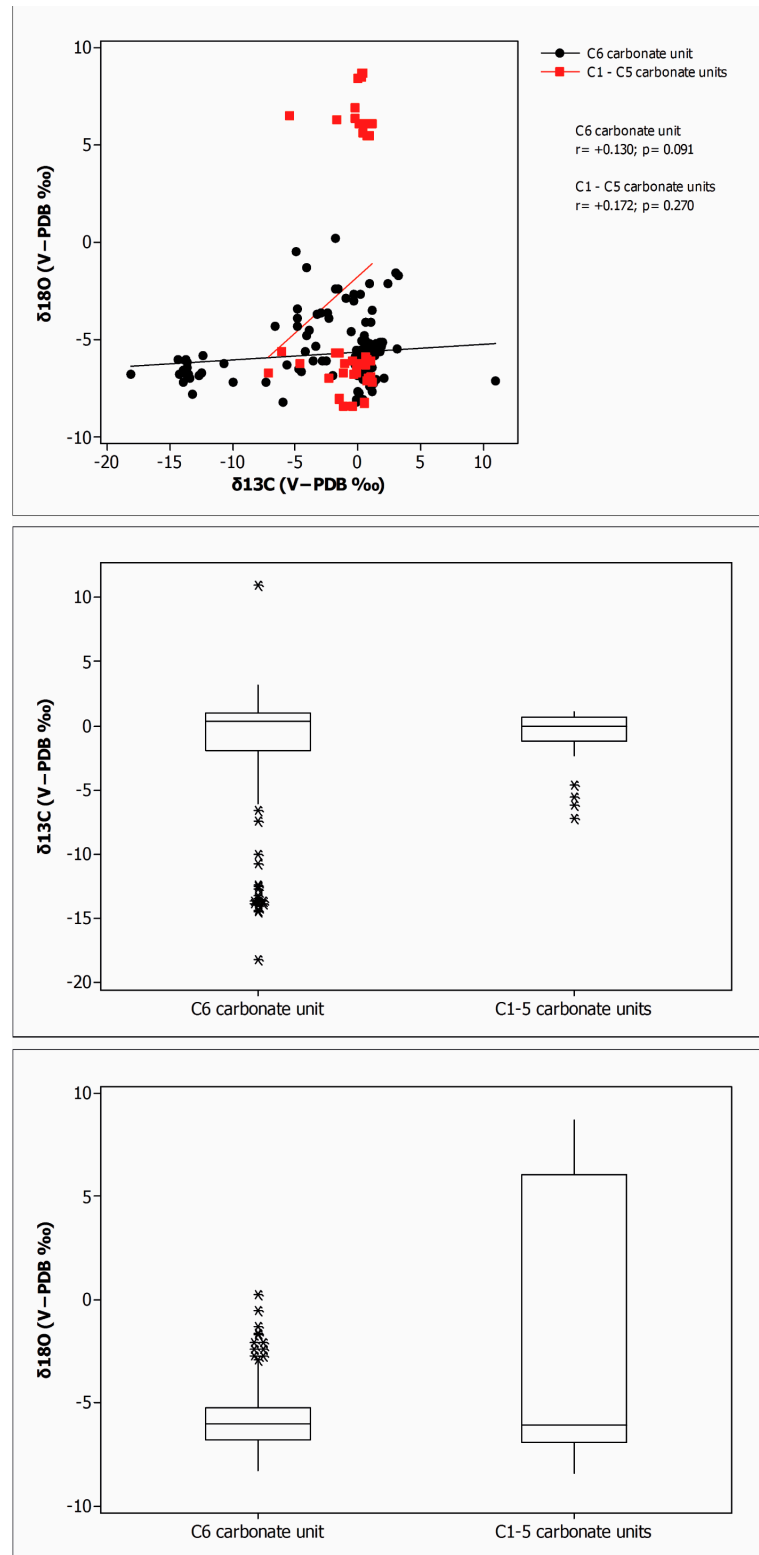 C6 carbonate unit
C1 - C5 carbonate units
C6 carbonate unit
r= +0.130; p= 0.091
C1 - C5 carbonate units
r= +0.172; p= 0.270
δ18O (V−PDB ‰)
10
5
0
-5
-10
-20
-15
-10
-5
0
5
10
δ13C (V−PDB ‰)
δ13C (V−PDB ‰)
10
5
0
-5
-10
-15
-20
C6 carbonate unit
C1-5 carbonate units
δ18O (V−PDB ‰)
10
5
0
-5
-10
C6 carbonate unit
C1-5 carbonate units